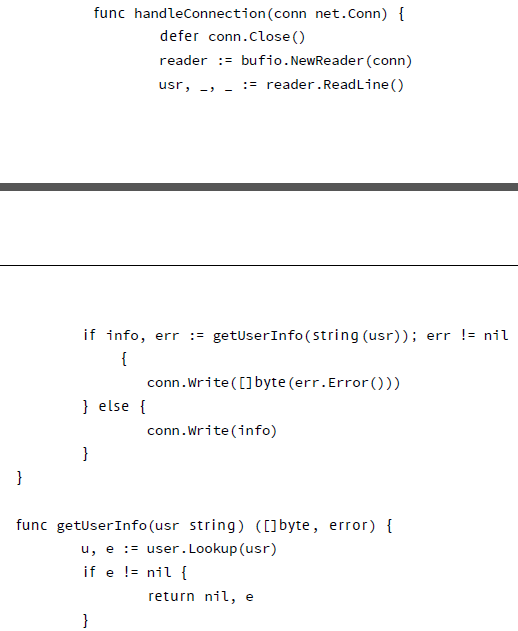 func handleConnection(conn net.Conn) {
defer conn.Close()
reader := bufio.NewReader(conn)
usr, _, _ := reader.ReadLine()
if info, err := getUserInfo(string(usr)); err != nil
{
conn.Write([]byte(err.Error()))
} else {
conn.Write(info)
}
}
func getUserInfo(usr string) ([]byte, error) {
u, e := user.Lookup(usr)
if e != nil {
return nil, e
}